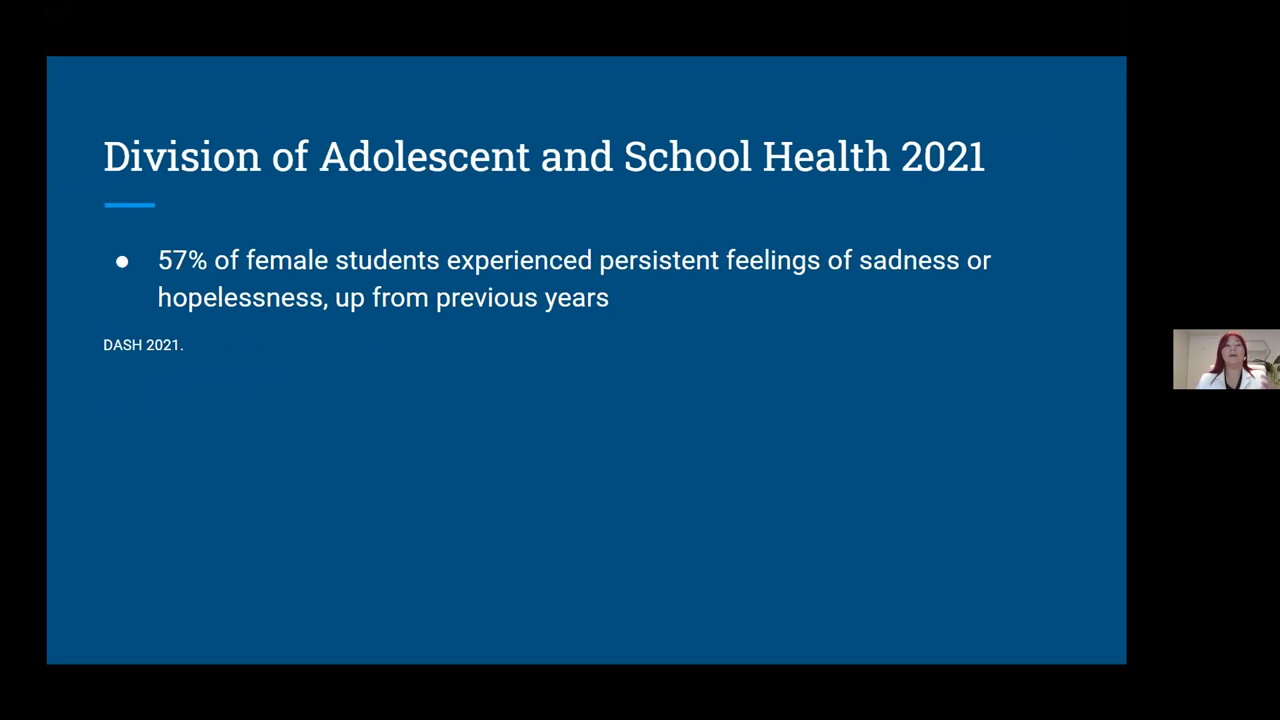 Division of Adolescent and School Health 2021
● 57% of female students experienced persistent feelings of sadness or
hopelessness, up from previous years
DASH 2021.